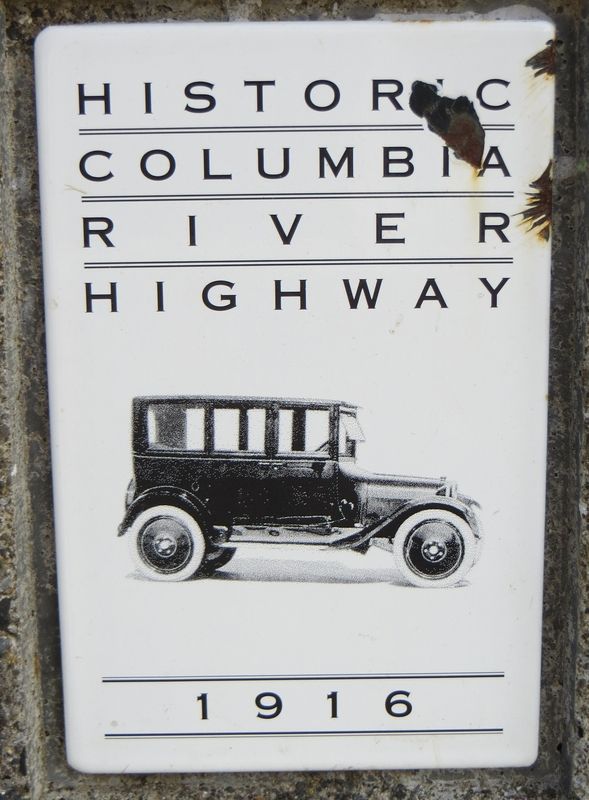 HISTORIC
COLUMBIA
RIVER
HIGHWAY
1916